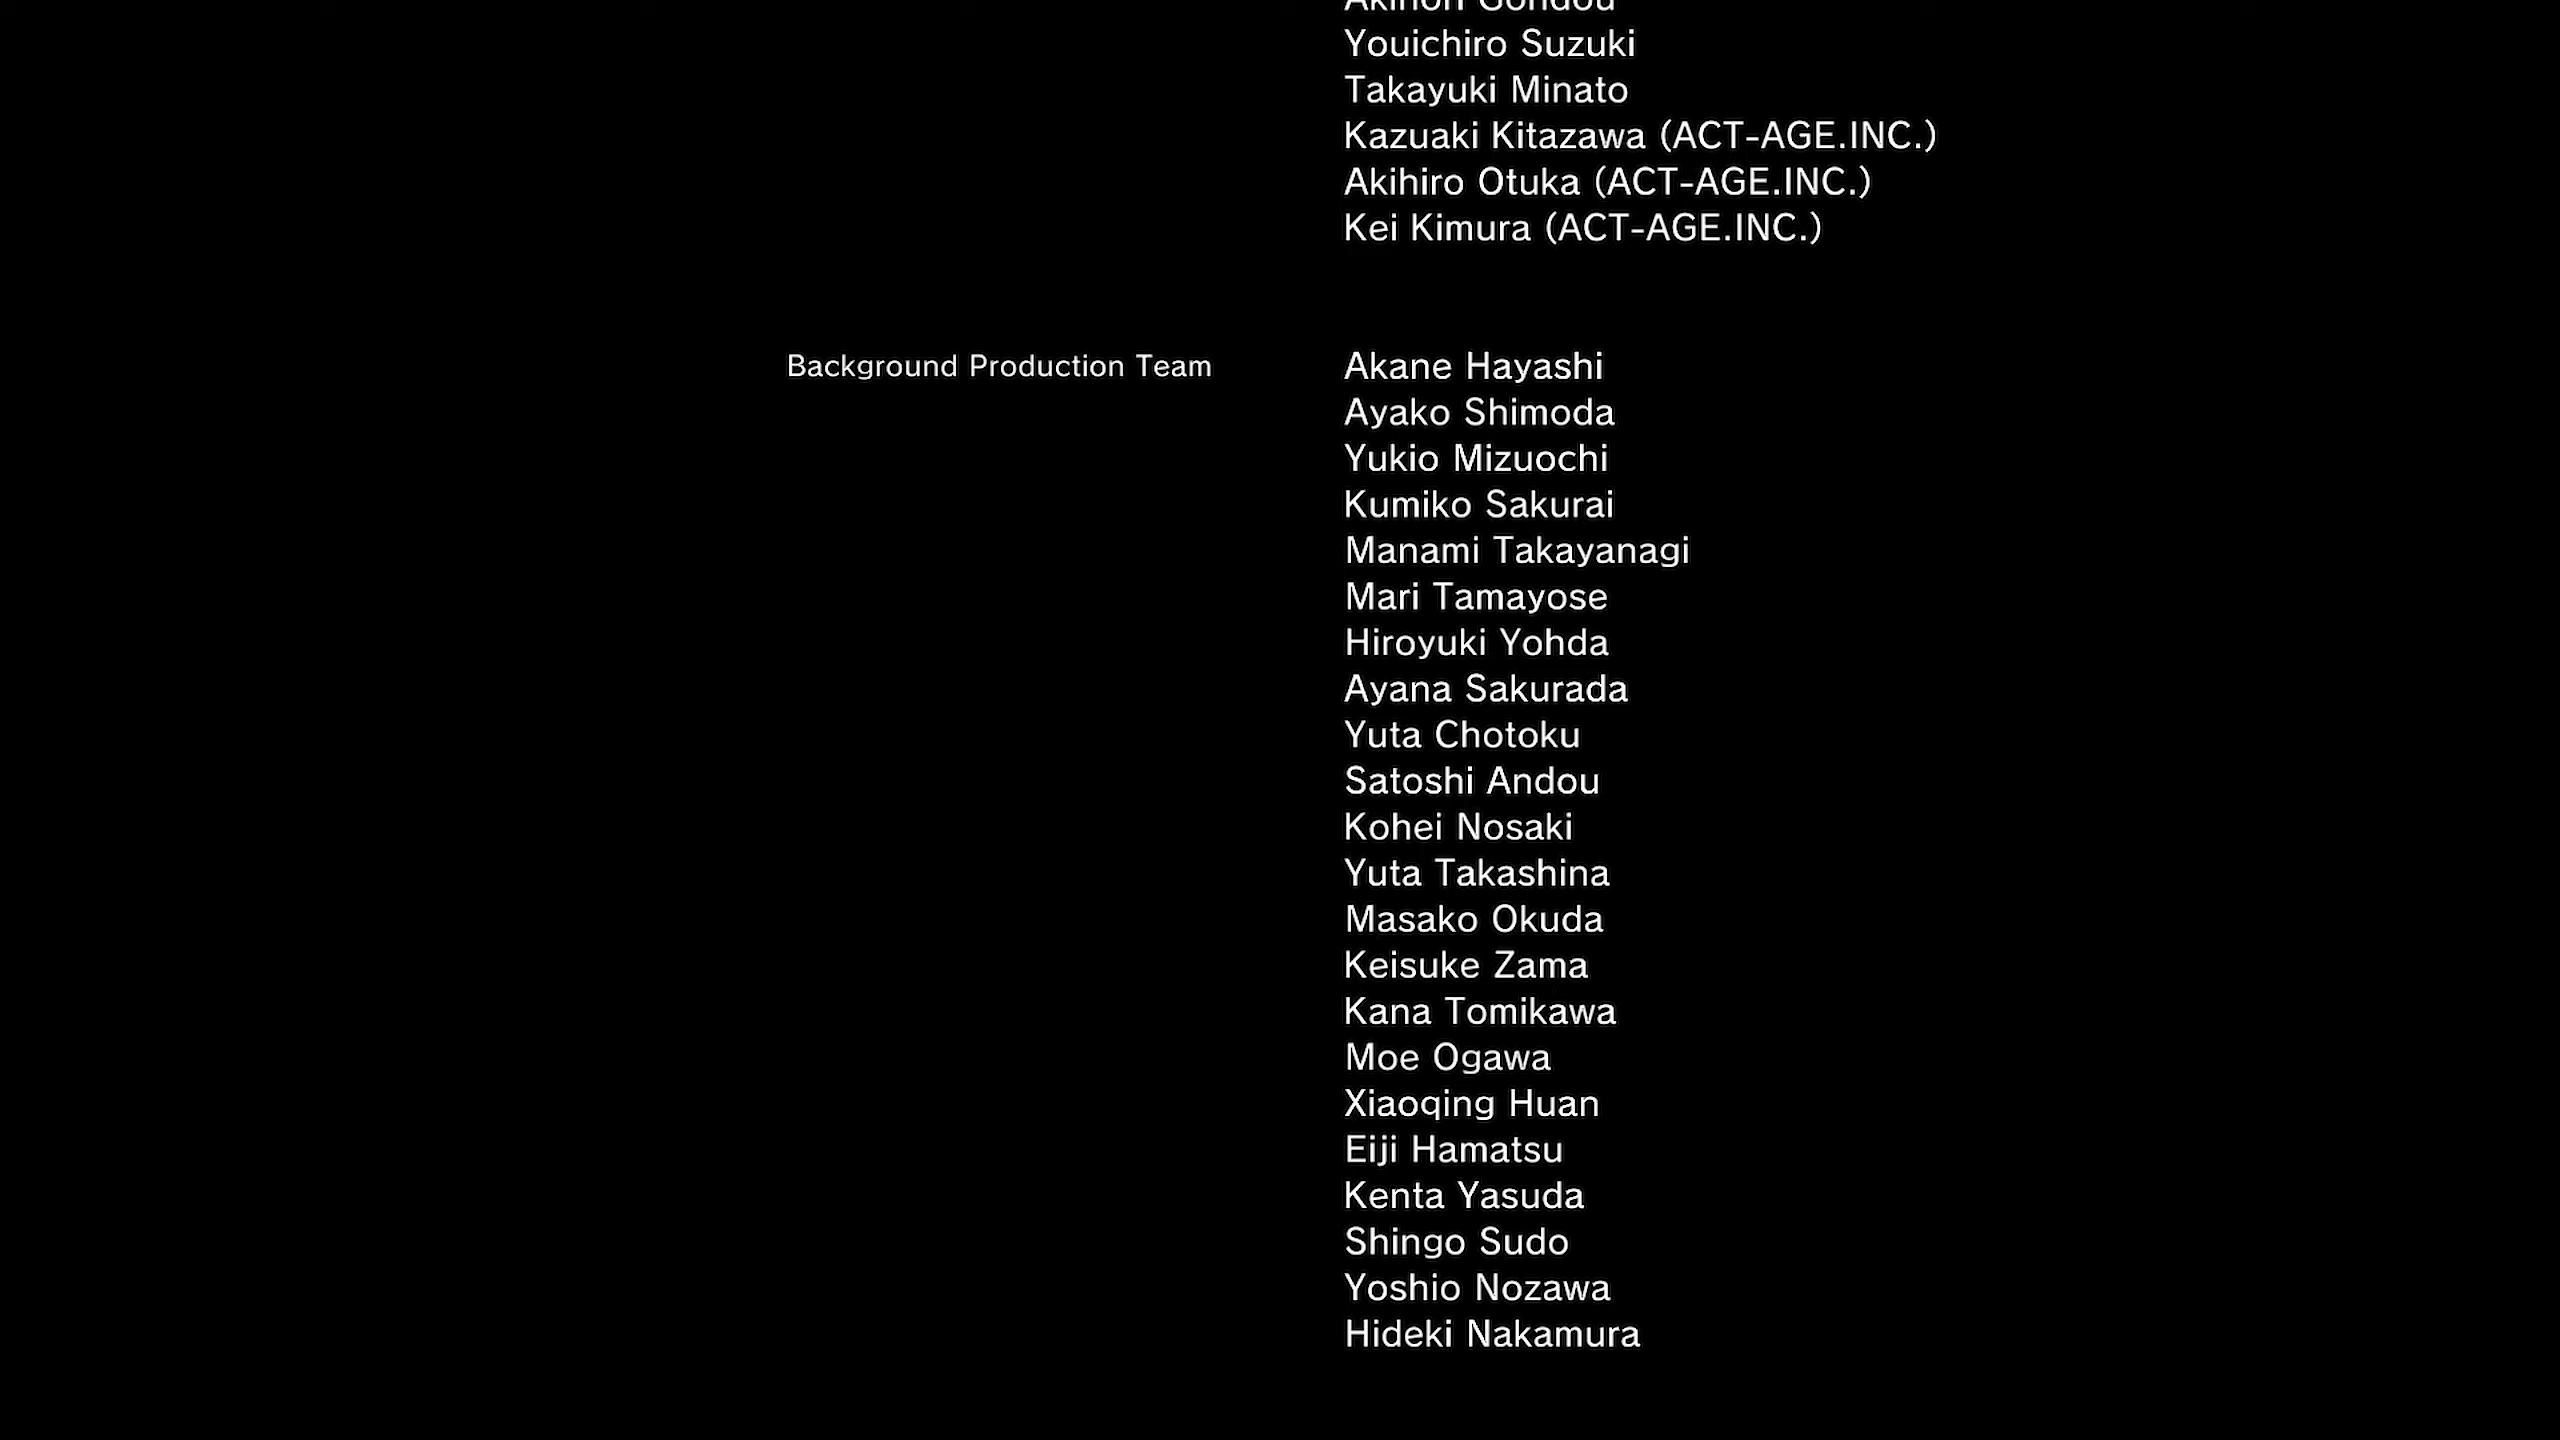 Akinori Gondou
Youichiro Suzuki
Takayuki Minato
Kazuaki Kitazawa (ACT-AGE.INC.)
Akihiro Otuka (ACT-AGE.INC.)
Kei Kimura (ACT-AGE.INC.)
Background Production Team
Akane Hayashi
Ayako Shimoda
Yukio Mizuochi
Kumiko Sakurai
Manami Takayanagi
Mari Tamayose
Hiroyuki Yohda
Ayana Sakurada
Yuta Chotoku
Satoshi Andou
Kohei Nosaki
Yuta Takashina
Masako Okuda
Keisuke Zama
Kana Tomikawa
Moe Ogawa
Xiaoqing Huan
Eiji Hamatsu
Kenta Yasuda
Shingo Sudo
Yoshio Nozawa
Hideki Nakamura